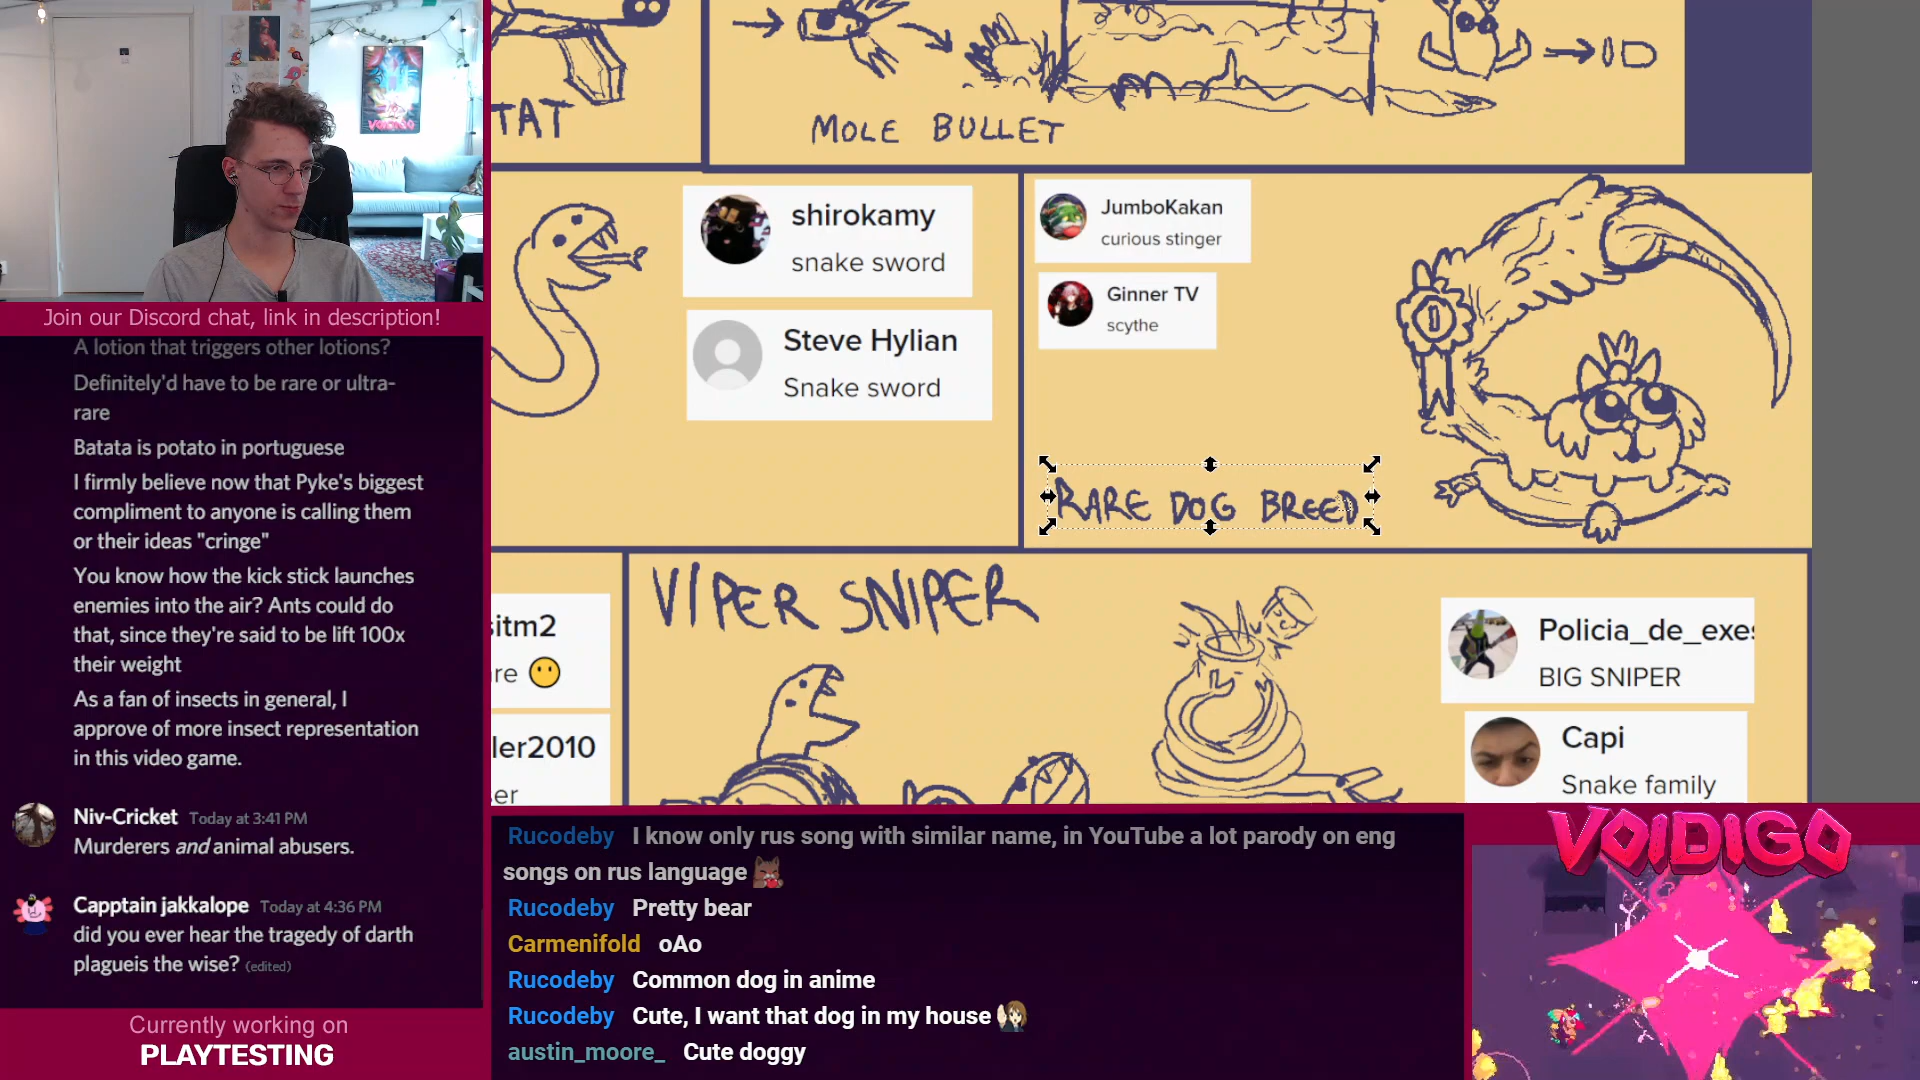 TAT
MOLE BULLET
→ID
shirokamy
snake sword
Steve Hylian
Snake sword
JumboKakan
curious stinger
Ginner TV
scythe
1
RARE DOG BREED
VIPER SNIPER
sitm2
re
ler2010
er
Policia_de_exe
BIG SNIPER
Capi
Snake family
VOIDIGO
Join our Discord chat, link in description!
A lotion that triggers other lotions?
Definitely'd have to be rare or ultra-
rare
Batata is potato in portuguese
I firmly believe now that Pyke's biggest
compliment to anyone is calling them
or their ideas "cringe"
You know how the kick stick launches
enemies into the air? Ants could do
that, since they're said to be lift 100x
their weight
As a fan of insects in general, I
approve of more insect representation
in this video game.
Niv-Cricket Today at 3:41 PM
Murderers and animal abusers.
Capptain jakkalope Today at 4:36 PM
did you ever hear the tragedy of darth
plagueis the wise? (edited)
Currently working on
PLAYTESTING
Rucodeby I know only rus song with similar name, in YouTube a lot parody on eng
songs on rus language
Rucodeby Pretty bear
Carmenifold oAo
Rucodeby Common dog in anime
Rucodeby Cute, I want that dog in my house
austin_moore_ Cute doggy
VOIDIGO